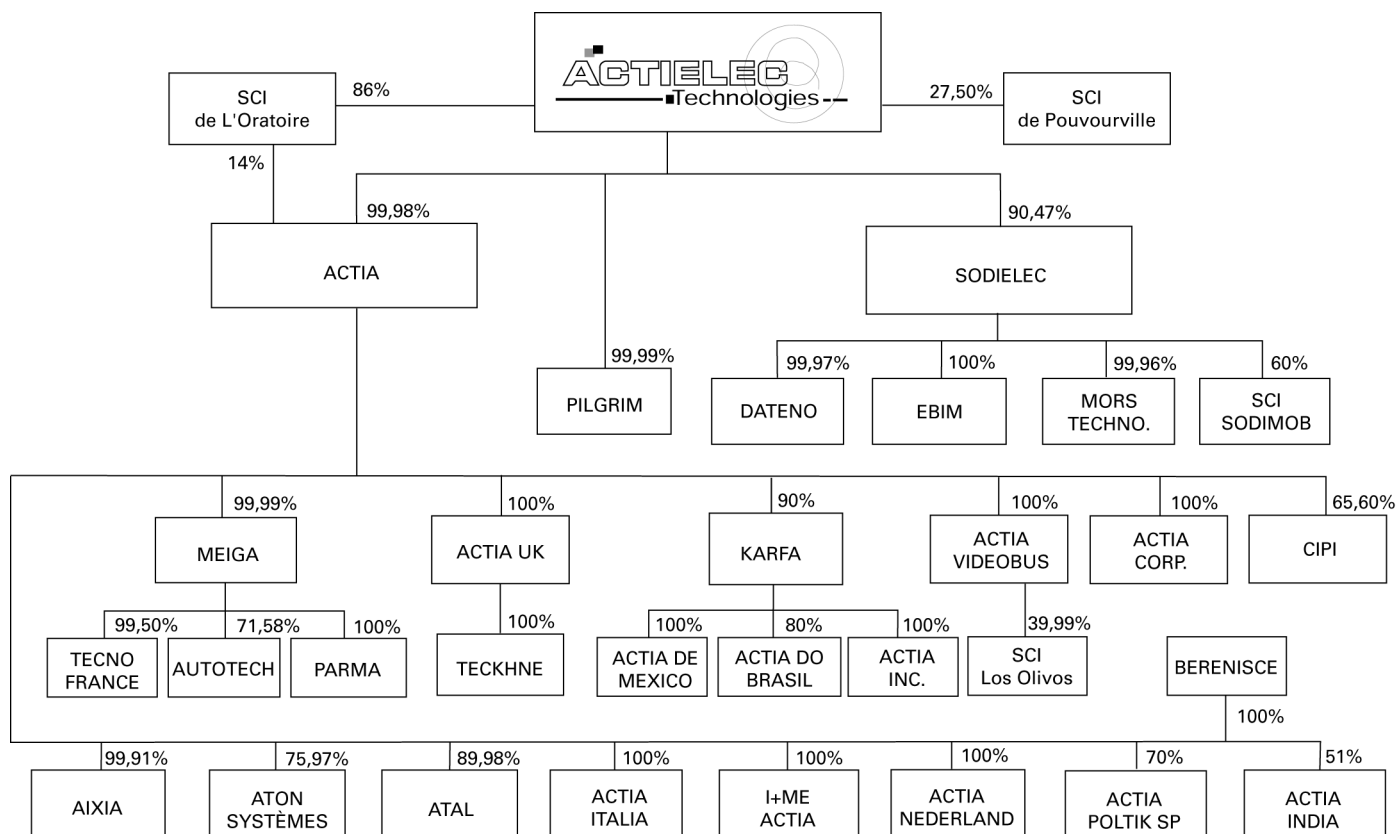 ACTIELEC
Technologies
SCI
de L'Oratoire
86%
27,50%
SCI
de Pouvourville
14%
99,98%
90,47%
ACTIA
SODIELEC
99,99%
99,97%
100%
99,96%
60%
PILGRIM
DATENO
EBIM
MORS
TECHNO.
SCI
SODIMOB
99,99%
100%
90%
100%
100%
65,60%
MEIGA
ACTIA UK
KARFA
ACTIA
VIDEOBUS
ACTIA
CORP.
CIPI
99,50%
71,58%
100%
100%
100%
80%
100%
39,99%
TECNO
FRANCE
AUTOTECH
PARMA
TECKHNE
ACTIA DE
MEXICO
ACTIA DO
BRASIL
ACTIA
INC.
SCI
Los Olivos
BERENISCE
100%
99,91%
75,97%
89,98%
100%
100%
100%
70%
51%
AIXIA
ATON
SYSTÈMES
ATAL
ACTIA
ITALIA
I+ME
ACTIA
ACTIA
NEDERLAND
ACTIA
POLTIK SP
ACTIA
INDIA